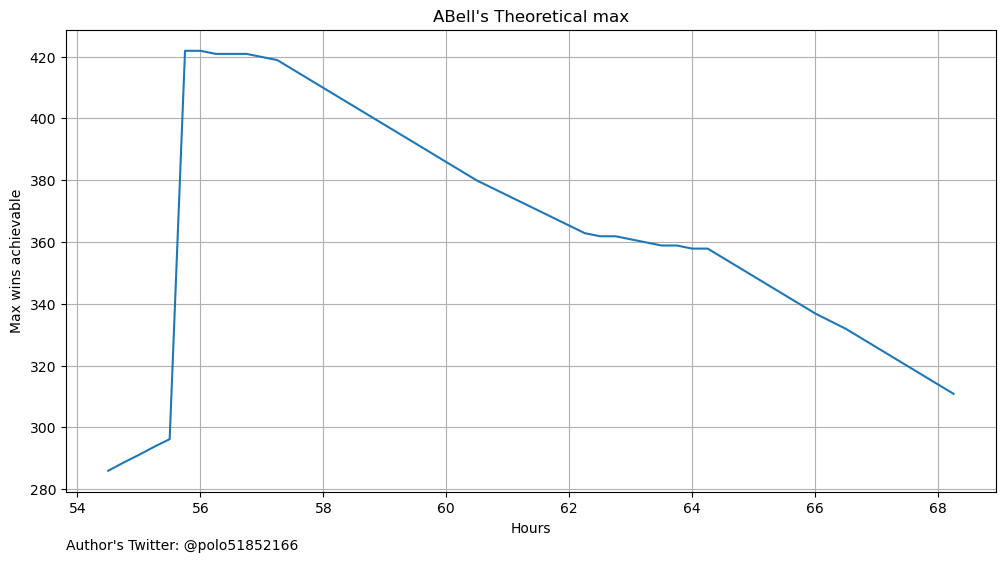 ABell's Theoretical max
Max wins achievable
420
400
380
360
340
320
300
280
54 56 58 60 62 64 66 68
Hours
Author's Twitter: @polo51852166